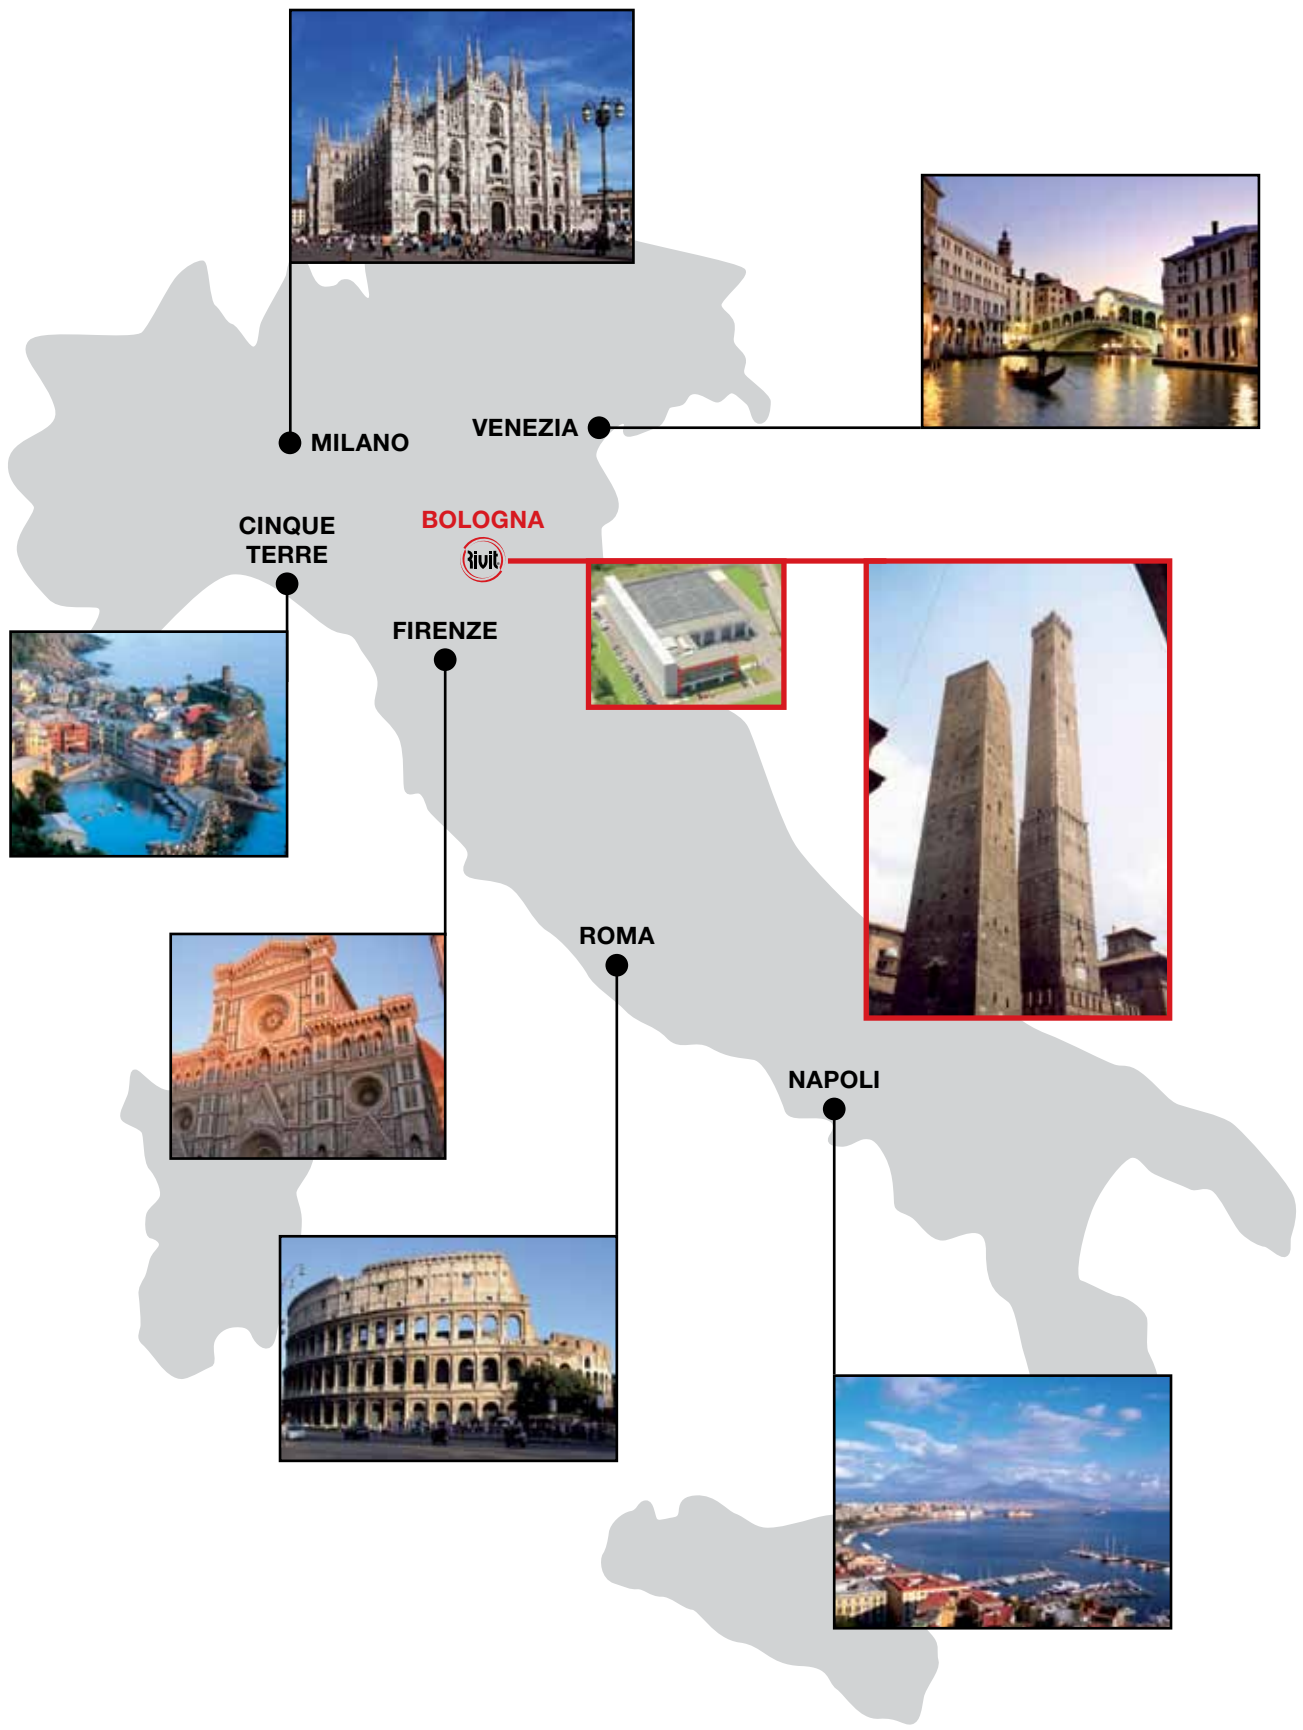 MILANO
VENEZIA
CINQUE
TERRE
BOLOGNA
Rivit
FIRENZE
ROMA
NAPOLI